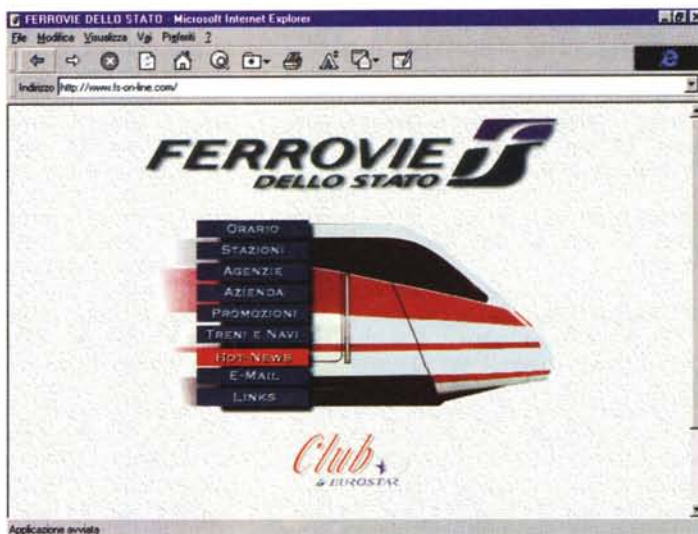 FERROVIE DELLO STATO - Microsoft Internet Explorer
File Modifica Visualizza Vai Preferiti ?
Indirizzo http://www.fs-on-line.com/
FERROVIE
DELLO STATO
ORARIO
STAZIONI
AGENZIE
AZIENDA
PROMOZIONI
TRENI E NAVI
HOT-NEWS
E-MAIL
LINKS
Club
EUROSTAR
Applicazione avviata